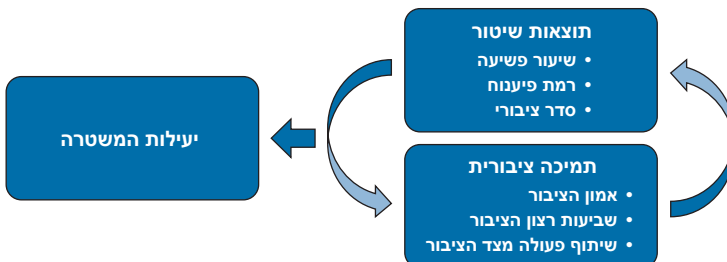 תוצאות שיטור
• שיעור פשיעה
• רמת פיענוח
• סדר ציבורי
יעילות המשטרה
תמיכה ציבורית
• אמון הציבור
• שביעות רצון הציבור
• שיתוף פעולה מצד הציבור